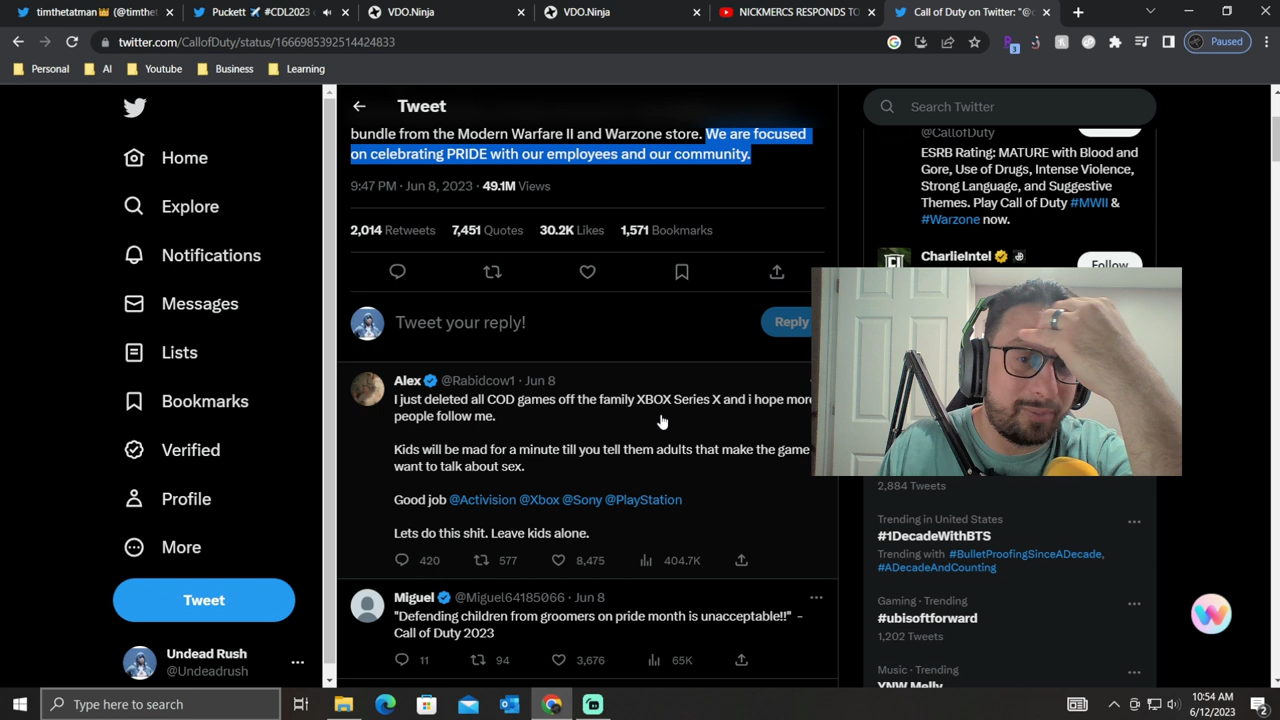 timthetatman 👑 (@timthet
Puckett ✈️ #CDL2023
VDO.Ninja
VDO.Ninja
NICKMERCS RESPONDS TO
Call of Duty on Twitter: "@c
twitter.com/CallofDuty/status/1666985392514424833
Paused
Personal
AI
Youtube
Business
Learning
Home
Explore
Notifications
Messages
Lists
Bookmarks
Verified
Profile
More
Tweet
Undead Rush
@Undeadrush
Tweet
bundle from the Modern Warfare II and Warzone store. We are focused
on celebrating PRIDE with our employees and our community.
9:47 PM · Jun 8, 2023 · 49.1M Views
2,014 Retweets 7,451 Quotes 30.2K Likes 1,571 Bookmarks
Tweet your reply!
Reply
Alex @Rabidcow1 · Jun 8
I just deleted all COD games off the family XBOX Series X and i hope more
people follow me.
Kids will be mad for a minute till you tell them adults that make the game
want to talk about sex.
Good job @Activision @Xbox @Sony @PlayStation
Lets do this shit. Leave kids alone.
420 577 8,475 404.7K
Miguel @Miguel64185066 · Jun 8
"Defending children from groomers on pride month is unacceptable!!" -
Call of Duty 2023
11 94 3,676 65K
Search Twitter
@CallofDuty
ESRB Rating: MATURE with Blood and
Gore, Use of Drugs, Intense Violence,
Strong Language, and Suggestive
Themes. Play Call of Duty #MWII &
#Warzone now.
CharlieIntel
Follow
2,884 Tweets
Trending in United States
#1DecadeWithBTS
Trending with #BulletProofingSinceADecade,
#ADecadeAndCounting
Gaming · Trending
#ubisoftforward
1,202 Tweets
Music · Trending
YNW Melly
Type here to search
10:54 AM
6/12/2023
2